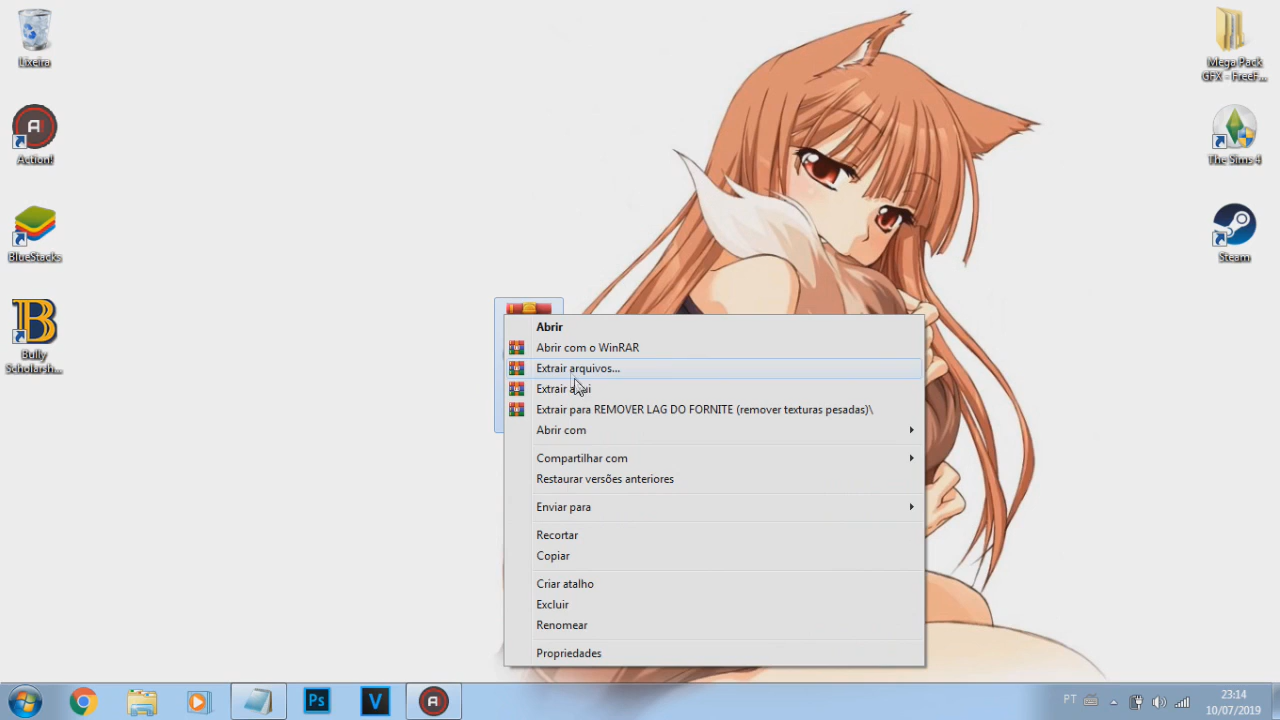 Lixeira
Action!
BlueStacks
Bully
Scholarsh...
Mega Pack
GFX - FreeF...
The Sims 4
Steam
Abrir
Abrir com o WinRAR
Extrair arquivos...
Extrair aqui
Extrair para REMOVER LAG DO FORNITE (remover texturas pesadas)\
Abrir com
Compartilhar com
Restaurar versões anteriores
Enviar para
Recortar
Copiar
Criar atalho
Excluir
Renomear
Propriedades
Ps
V
PT
23:14
10/07/2019